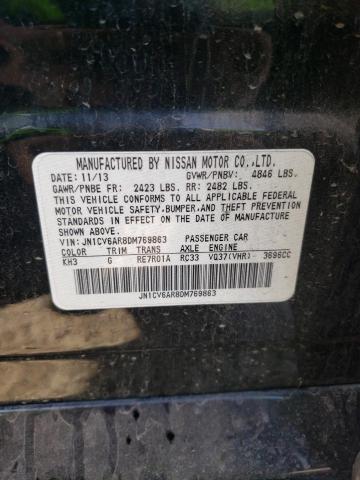 MANUFACTURED BY NISSAN MOTOR CO.,LTD.
DATE: 11/13 GVWR/PNBV: 4846 LBS.
GAWR/PNBE FR: 2423 LBS. RR: 2482 LBS.
THIS VEHICLE CONFORMS TO ALL APPLICABLE FEDERAL
MOTOR VEHICLE SAFETY, BUMPER, AND THEFT PREVENTION
STANDARDS IN EFFECT ON THE DATE OF MANUFACTURE
SHOWN ABOVE.
VIN: JN1CV6AR8DM769863 PASSENGER CAR
COLOR TRIM TRANS AXLE ENGINE
KH3 G RE7R01A RC33 VQ37(VHR) 3696CC
JN1CV6AR8DM769863